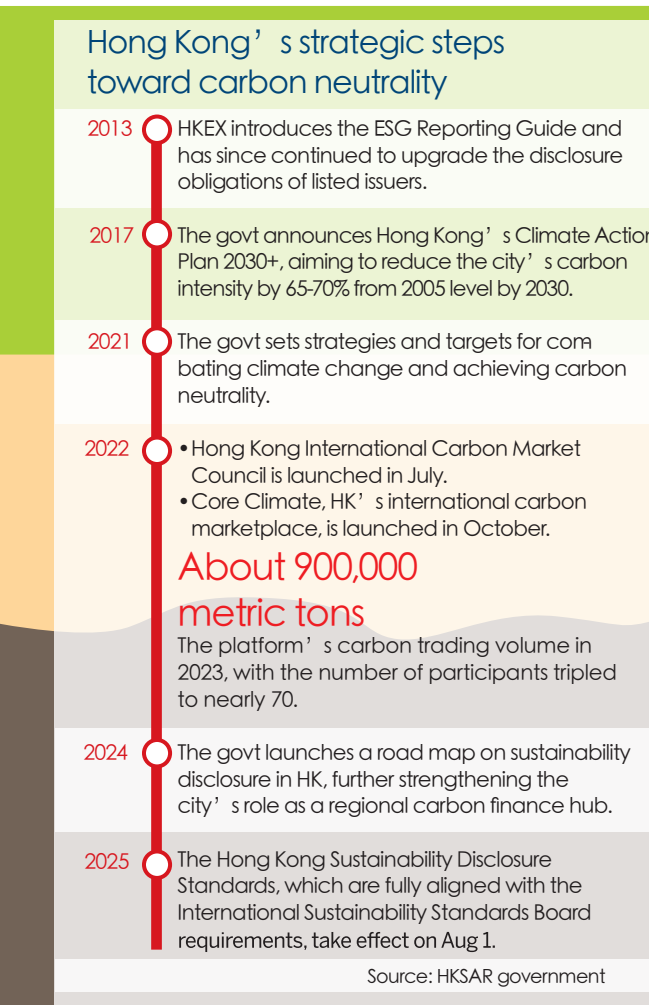 Hong Kong’s strategic steps
toward carbon neutrality
2013
HKEX introduces the ESG Reporting Guide and
has since continued to upgrade the disclosure
obligations of listed issuers.
2017
The govt announces Hong Kong’s Climate Action
Plan 2030+, aiming to reduce the city’s carbon
intensity by 65-70% from 2005 level by 2030.
2021
The govt sets strategies and targets for com-
bating climate change and achieving carbon
neutrality.
2022
•Hong Kong International Carbon Market
Council is launched in July.
•Core Climate, HK’s international carbon
marketplace, is launched in October.
About 900,000
metric tons
The platform’s carbon trading volume in
2023, with the number of participants tripled
to nearly 70.
2024
The govt launches a road map on sustainability
disclosure in HK, further strengthening the
city’s role as a regional carbon finance hub.
2025
The Hong Kong Sustainability Disclosure
Standards, which are fully aligned with the
International Sustainability Standards Board
requirements, take effect on Aug 1.
Source: HKSAR government